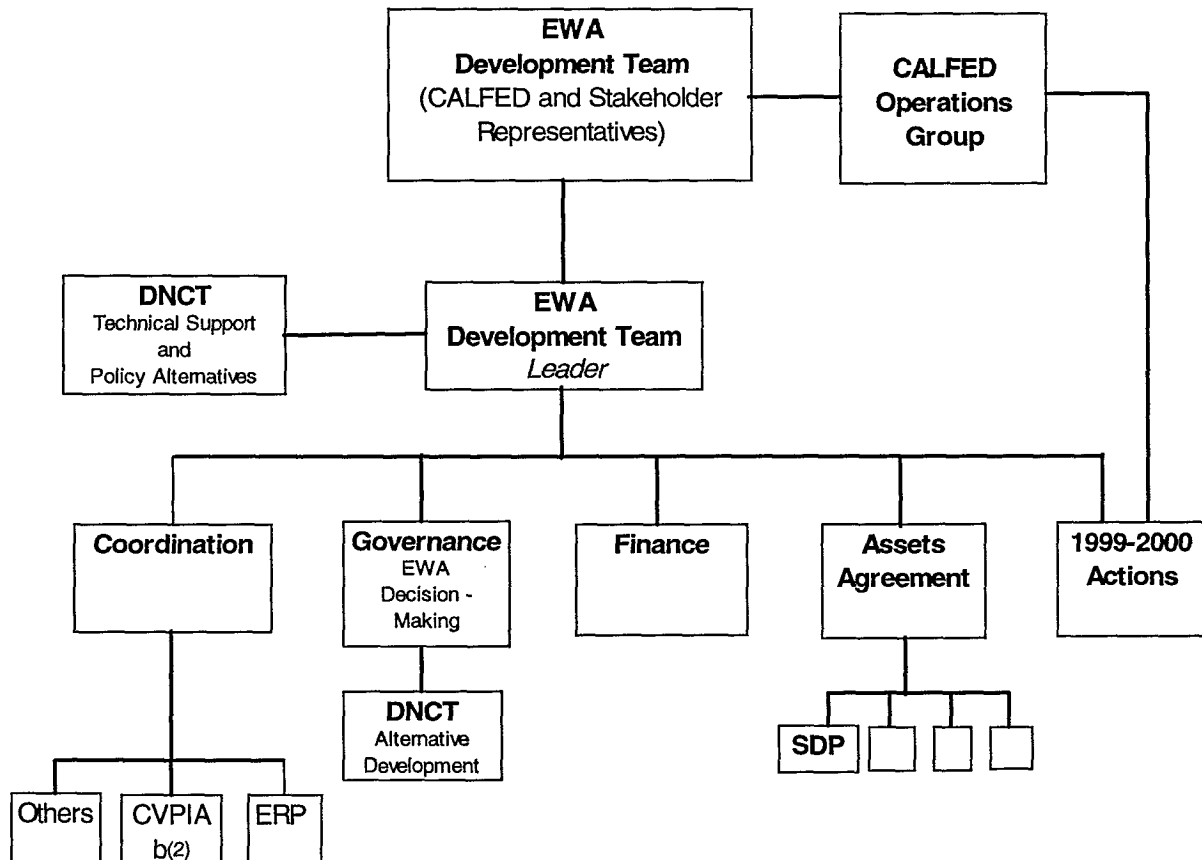 EWA
Development Team
(CALFED and Stakeholder
Representatives)
CALFED
Operations
Group
DNCT
Technical Support
and
Policy Alternatives
EWA
Development Team
Leader
Coordination
Governance
EWA
Decision -
Making
Finance
Assets
Agreement
1999-2000
Actions
DNCT
Alternative
Development
SDP
Others
CVPIA
b(2)
ERP